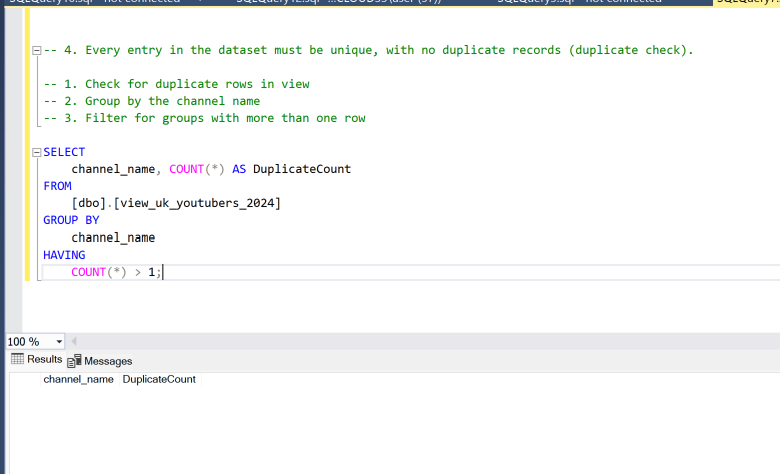 -- 4. Every entry in the dataset must be unique, with no duplicate records (duplicate check).
-- 1. Check for duplicate rows in view
-- 2. Group by the channel name
-- 3. Filter for groups with more than one row
SELECT
channel_name, COUNT(*) AS DuplicateCount
FROM
[dbo].[view_uk_youtubers_2024]
GROUP BY
channel_name
HAVING
COUNT(*) > 1;
100 %
Results Messages
channel_name DuplicateCount